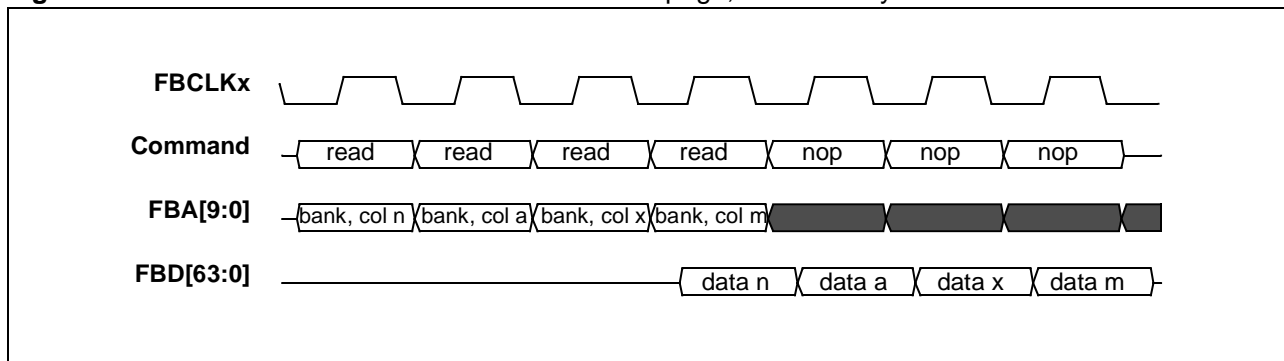 FBCLKx
Command read read read read nop nop nop
FBA[9:0] bank, col n bank, col a bank, col x bank, col m
FBD[63:0] data n data a data x data m